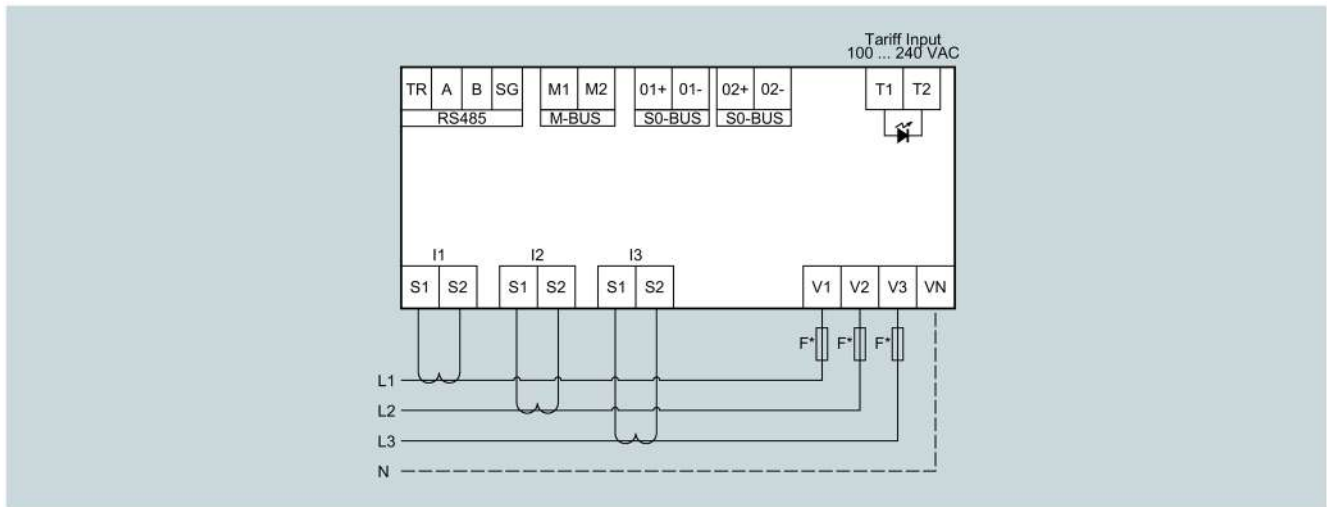 Tariff Input
100 ... 240 VAC
TR A B SG M1 M2 01+ 01- 02+ 02- T1 T2
RS485 M-BUS S0-BUS S0-BUS
I1 I2 I3
S1 S2 S1 S2 S1 S2 V1 V2 V3 VN
F* F* F*
L1
L2
L3
N